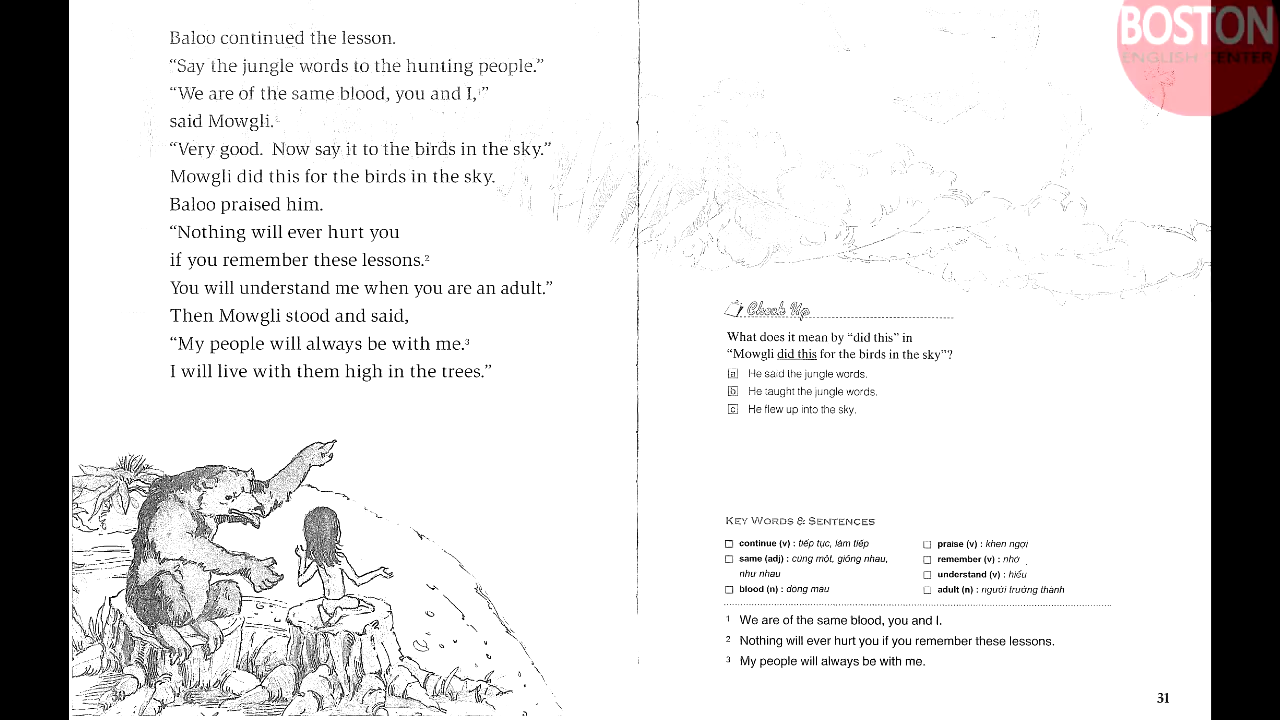 Baloo continued the lesson.
“Say the jungle words to the hunting people.”
“We are of the same blood, you and I,¹”
said Mowgli.
“Very good. Now say it to the birds in the sky.”
Mowgli did this for the birds in the sky.
Baloo praised him.
“Nothing will ever hurt you
if you remember these lessons.²
You will understand me when you are an adult.”
Then Mowgli stood and said,
“My people will always be with me.³
I will live with them high in the trees.”
BOSTON
ENGLISH CENTER
Check Up
What does it mean by “did this” in
“Mowgli did this for the birds in the sky”?
a He said the jungle words.
b He taught the jungle words.
c He flew up into the sky.
KEY WORDS & SENTENCES
continue (v) : tiếp tục, làm tiếp
same (adj) : cùng một, giống nhau,
như nhau
blood (n) : dòng máu
praise (v) : khen ngợi
remember (v) : nhớ
understand (v) : hiểu
adult (n) : người trưởng thành
1 We are of the same blood, you and I.
2 Nothing will ever hurt you if you remember these lessons.
3 My people will always be with me.
31